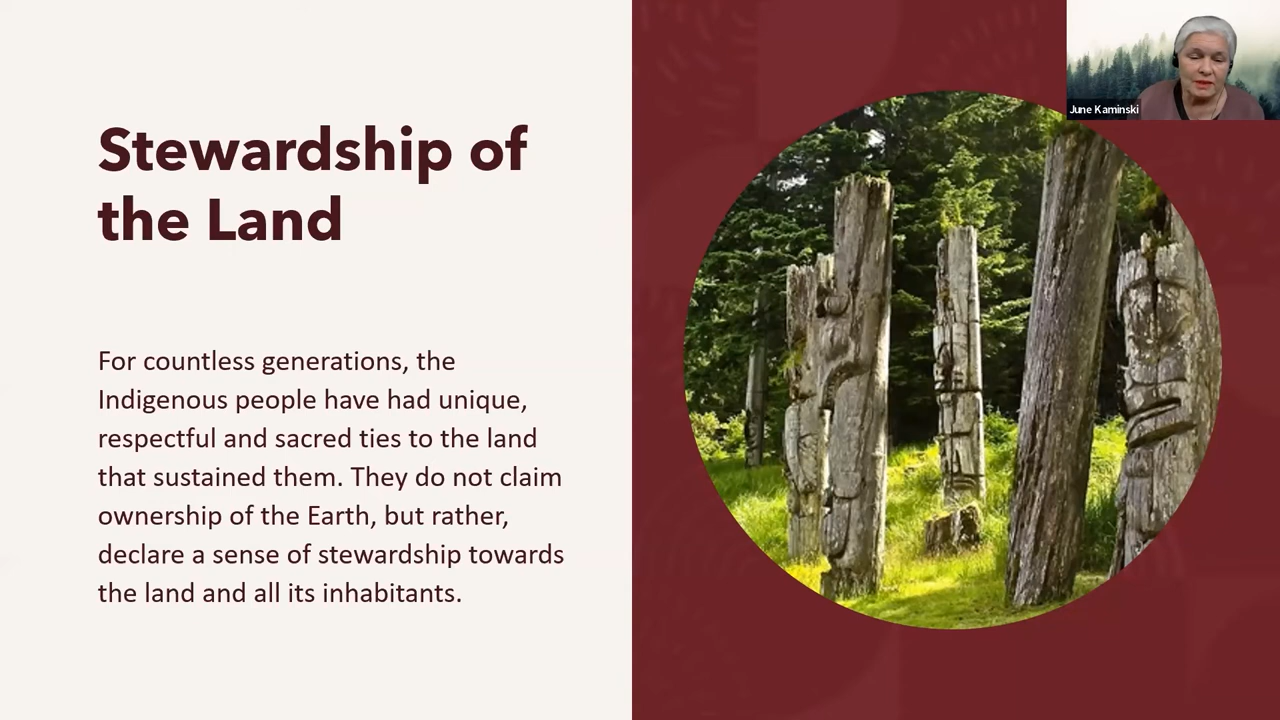 June Kaminski
Stewardship of
the Land
For countless generations, the
Indigenous people have had unique,
respectful and sacred ties to the land
that sustained them. They do not claim
ownership of the Earth, but rather,
declare a sense of stewardship towards
the land and all its inhabitants.